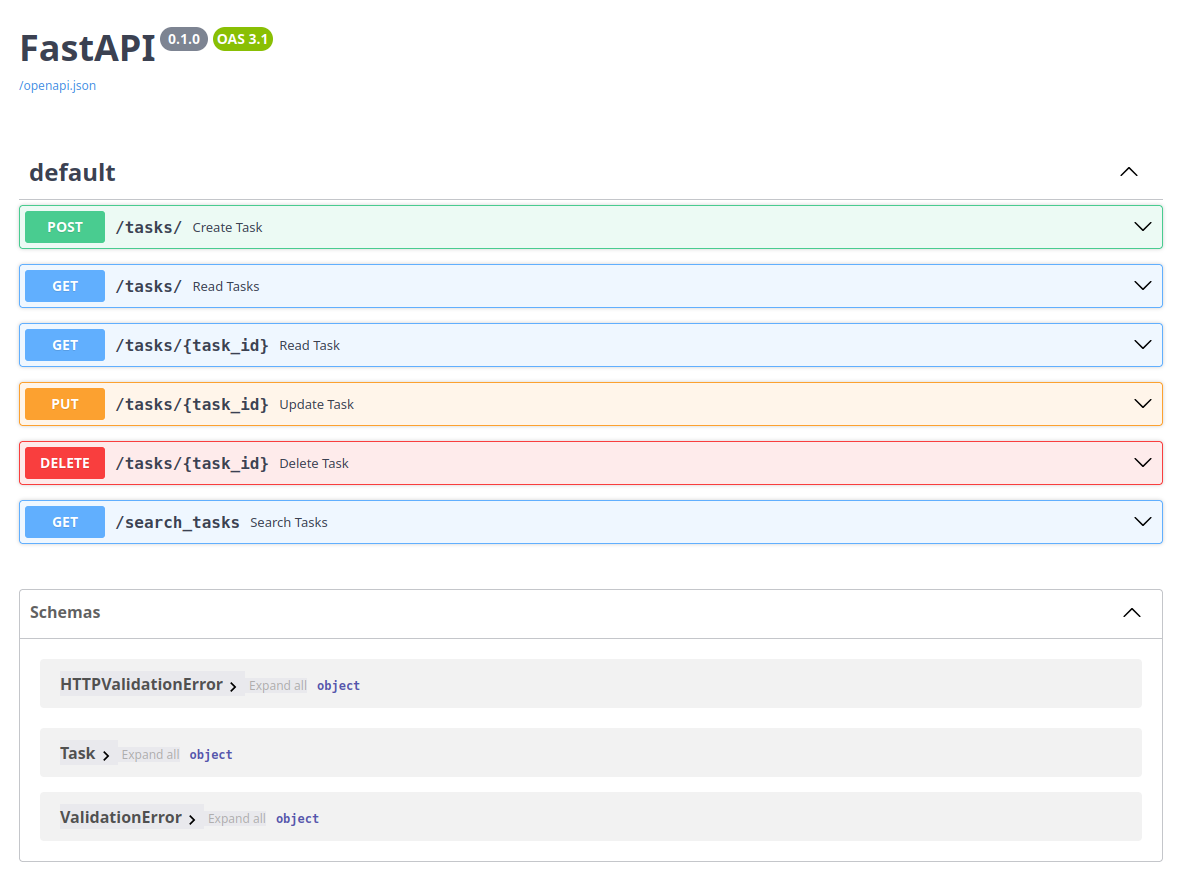 FastAPI 0.1.0 OAS 3.1
/openapi.json
default
POST /tasks/ Create Task
GET /tasks/ Read Tasks
GET /tasks/{task_id} Read Task
PUT /tasks/{task_id} Update Task
DELETE /tasks/{task_id} Delete Task
GET /search_tasks Search Tasks
Schemas
HTTPValidationError Expand all object
Task Expand all object
ValidationError Expand all object